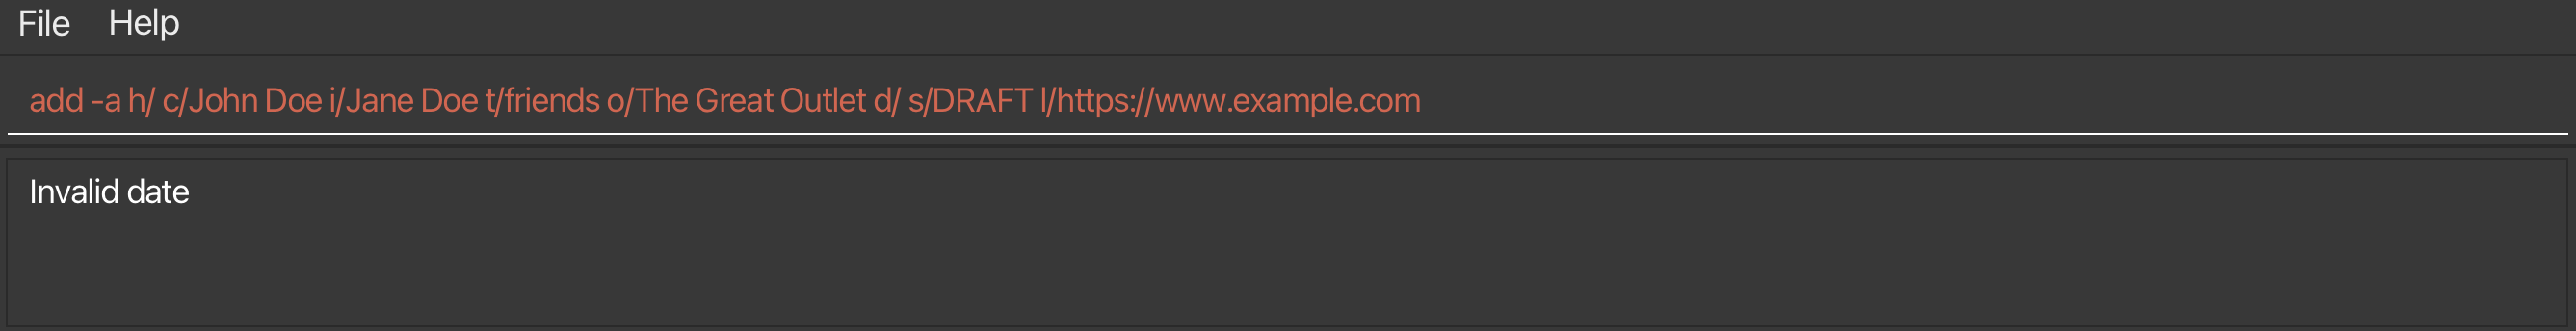 File Help
add -a h/ c/John Doe i/Jane Doe t/friends o/The Great Outlet d/ s/DRAFT l/https://www.example.com
Invalid date